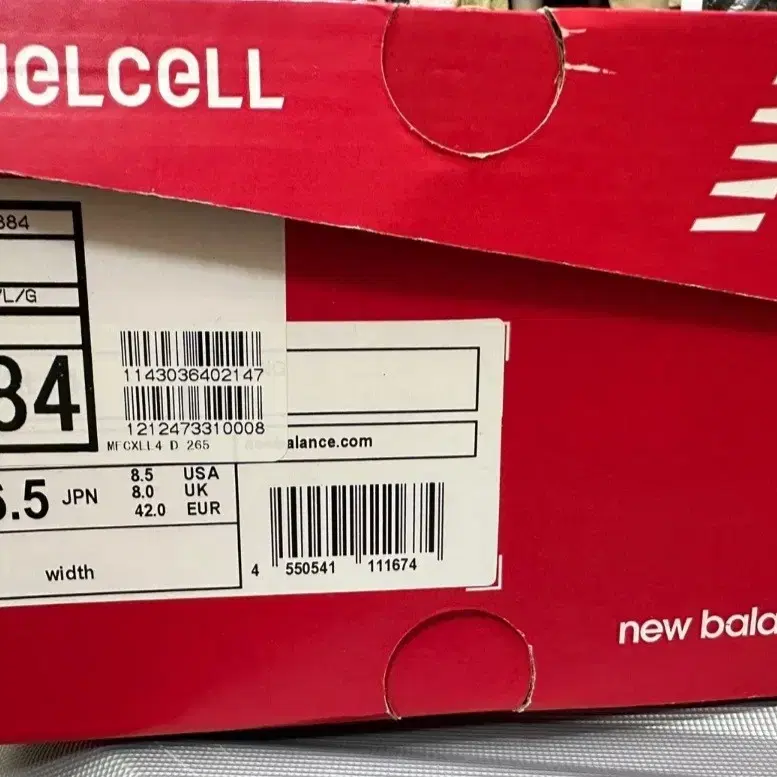 UELCELL
884
/L/G
84
1143036402147
1212473310008
MFCXLL4 D 265
alance.com
6.5 JPN
8.5 USA
8.0 UK
42.0 EUR
width
4 550541 111674
new bala